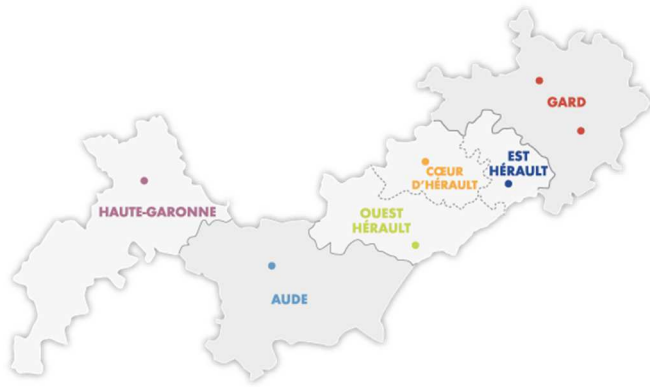 GARD
EST
HÉRAULT
CŒUR
D'HÉRAULT
HAUTE-GARONNE
OUEST
HÉRAULT
AUDE